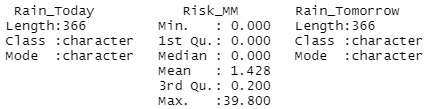 Rain_Today Risk_MM Rain_Tomorrow
Length:366 Min. : 0.000 Length:366
Class :character 1st Qu.: 0.000 Class :character
Mode :character Median : 0.000 Mode :character
Mean : 1.428
3rd Qu.: 0.200
Max. :39.800